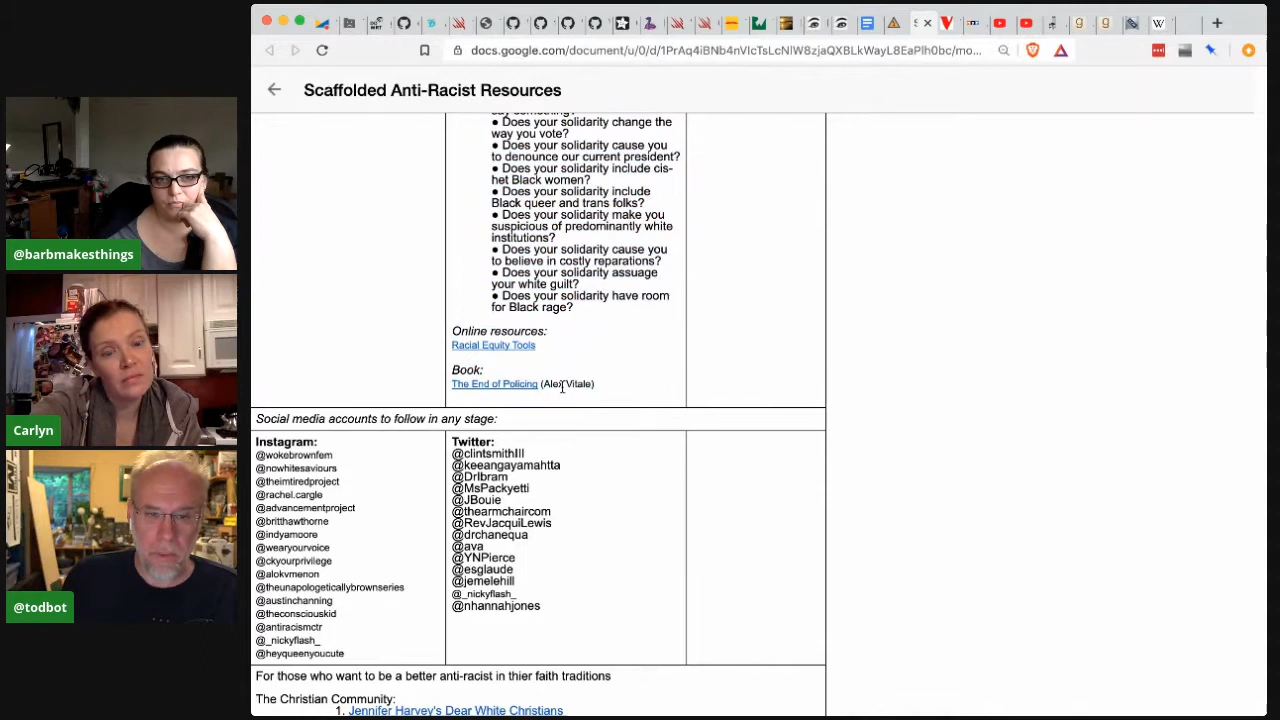 docs.google.com/document/u/0/d/1PrAq4iBNb4nVlcTsLcNlW8zjaQXBLkWayL8EaPlh0bc/mo...
Scaffolded Anti-Racist Resources
say something?
● Does your solidarity change the
way you vote?
● Does your solidarity cause you
to denounce our current president?
● Does your solidarity include cis-
het Black women?
● Does your solidarity include
Black queer and trans folks?
● Does your solidarity make you
suspicious of predominantly white
institutions?
● Does your solidarity cause you
to believe in costly reparations?
● Does your solidarity assuage
your white guilt?
● Does your solidarity have room
for Black rage?
Online resources:
Racial Equity Tools
Book:
The End of Policing (Alex Vitale)
Social media accounts to follow in any stage:
Instagram:
@wokebrownfem
@nowhitesaviours
@theimtiredproject
@rachel.cargle
@advancementproject
@britthawthorne
@indyamoore
@wearyourvoice
@ckyourprivilege
@alokvmenon
@theunapologeticallybrownseries
@austinchanning
@theconsciouskid
@antiracismctr
@_nickyflash_
@heyqueenyoucute
Twitter:
@clintsmithIII
@keeangayamahtta
@DrIbram
@MsPackyetti
@JBouie
@thearmchaircom
@RevJacquiLewis
@drchanequa
@ava
@YNPierce
@esglaude
@jemelehill
@_nickyflash_
@nhannahjones
For those who want to be a better anti-racist in thier faith traditions
The Christian Community:
1. Jennifer Harvey's Dear White Christians
@barbmakesthings
Carlyn
@todbot